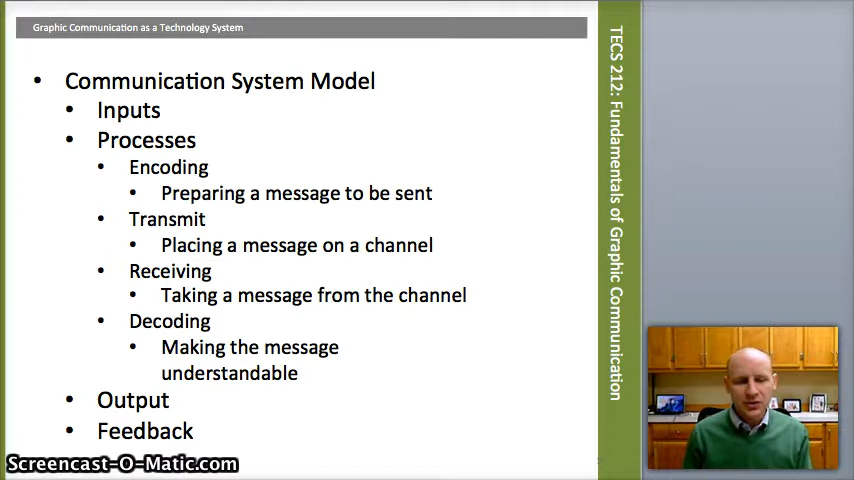 Graphic Communication as a Technology System
• Communication System Model
• Inputs
• Processes
• Encoding
• Preparing a message to be sent
• Transmit
• Placing a message on a channel
• Receiving
• Taking a message from the channel
• Decoding
• Making the message
understandable
• Output
• Feedback
TECS 212: Fundamentals of Graphic Communication
Screencast-O-Matic.com